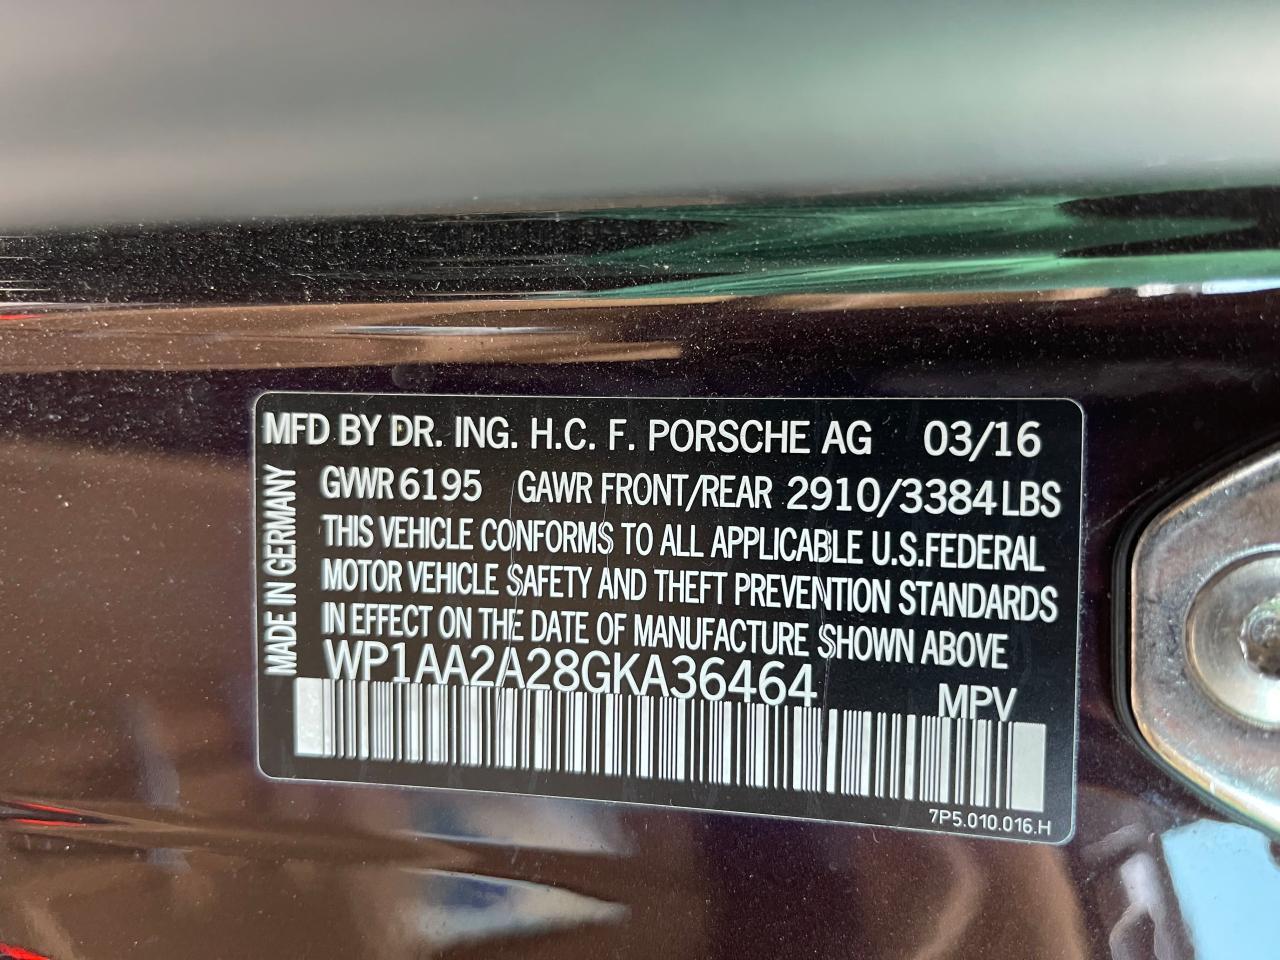 MFD BY DR. ING. H.C. F. PORSCHE AG 03/16
GVWR 6195 GAWR FRONT/REAR 2910/3384 LBS
THIS VEHICLE CONFORMS TO ALL APPLICABLE U.S.FEDERAL
MOTOR VEHICLE SAFETY AND THEFT PREVENTION STANDARDS
IN EFFECT ON THE DATE OF MANUFACTURE SHOWN ABOVE
WP1AA2A28GKA36464 MPV
7P5.010.016.H
MADE IN GERMANY